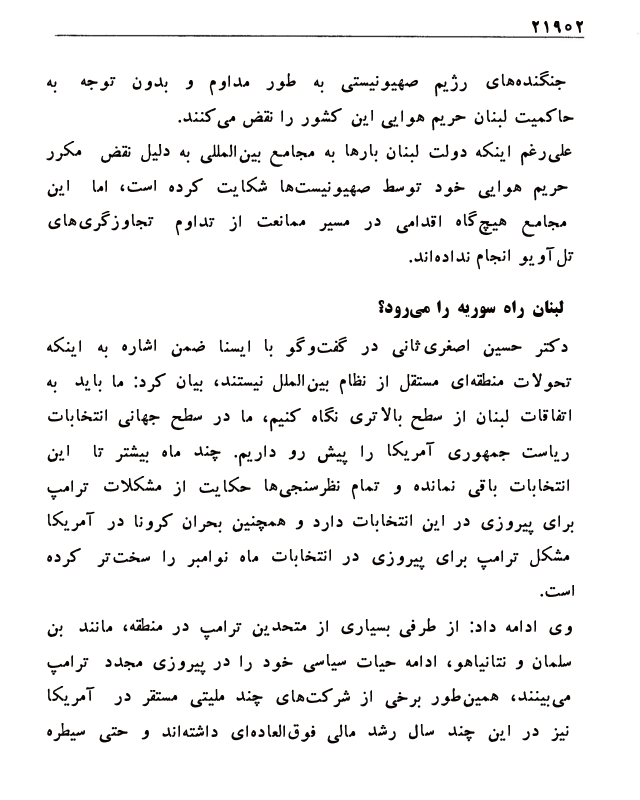 ۲۱۹۰۲
جنگنده‌های رژیم صهیونیستی به طور مداوم و بدون توجه به
حاکمیت لبنان حریم هوایی این کشور را نقض می‌کنند.
علی‌رغم اینکه دولت لبنان بارها به مجامع بین‌المللی به دلیل نقض مکرر
حریم هوایی خود توسط صهیونیست‌ها شکایت کرده است، اما این
مجامع هیچ‌گاه اقدامی در مسیر ممانعت از تداوم تجاوزگری‌های
تل‌آویو انجام نداده‌اند.
لبنان راه سوریه را می‌رود؟
دکتر حسین اصغری‌ثانی در گفت‌وگو با ایسنا ضمن اشاره به اینکه
تحولات منطقه‌ای مستقل از نظام بین‌الملل نیستند، بیان کرد: ما باید به
اتفاقات لبنان از سطح بالاتری نگاه کنیم، ما در سطح جهانی انتخابات
ریاست جمهوری آمریکا را پیش رو داریم. چند ماه بیشتر تا این
انتخابات باقی نمانده و تمام نظرسنجی‌ها حکایت از مشکلات ترامپ
برای پیروزی در این انتخابات دارد و همچنین بحران کرونا در آمریکا
مشکل ترامپ برای پیروزی در انتخابات ماه نوامبر را سخت‌تر کرده
است.
وی ادامه داد: از طرفی بسیاری از متحدین ترامپ در منطقه، مانند بن
سلمان و نتانیاهو، ادامه حیات سیاسی خود را در پیروزی مجدد ترامپ
می‌بینند، همین‌طور برخی از شرکت‌های چند ملیتی مستقر در آمریکا
نیز در این چند سال رشد مالی فوق‌العاده‌ای داشته‌اند و حتی سیطره